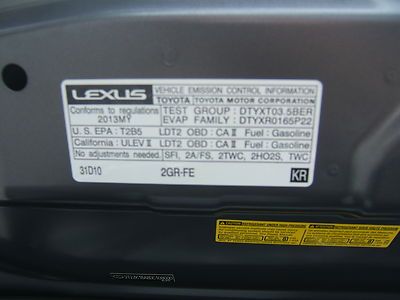 LEXUS VEHICLE EMISSION CONTROL INFORMATION
TOYOTA TOYOTA MOTOR CORPORATION
Conforms to regulations TEST GROUP : DTYXT03.5BER
2013MY EVAP FAMILY : DTYXR0165P22
U.S. EPA : T2B5 LDT2 OBD : CA II Fuel : Gasoline
California : ULEV II LDT2 OBD : CA II Fuel : Gasoline
No adjustments needed. SFI, 2A/FS, 2TWC, 2HO2S, TWC
31D10 2GR-FE KR
CAUTION